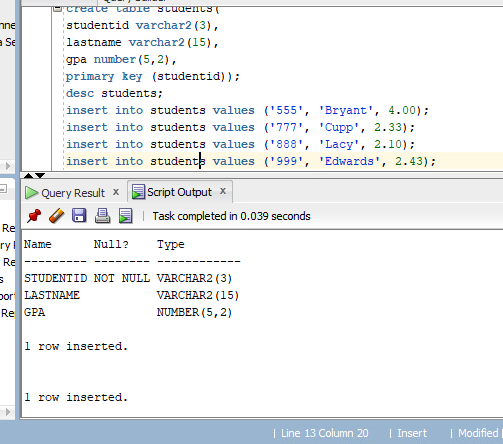 create table students(
studentid varchar2(3),
lastname varchar2(15),
gpa number(5,2),
primary key (studentid));
desc students;
insert into students values ('555', 'Bryant', 4.00);
insert into students values ('777', 'Cupp', 2.33);
insert into students values ('888', 'Lacy', 2.10);
insert into students values ('999', 'Edwards', 2.43);
Query Result x Script Output x
Task completed in 0.039 seconds
Name Null? Type
--------- -------- ------------
STUDENTID NOT NULL VARCHAR2(3)
LASTNAME VARCHAR2(15)
GPA NUMBER(5,2)
1 row inserted.
1 row inserted.
| Line 13 Column 20 | Insert | Modified |